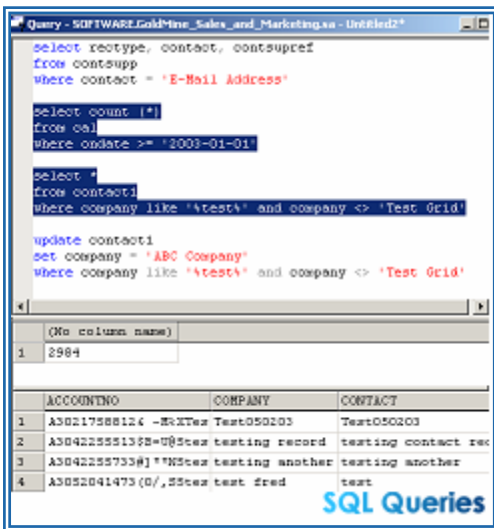 Query - SOFTWARE.GoldMine_Sales_and_Marketing.sa - Untitled2*
select rectype, contact, contsupref
from contsupp
where contact = 'E-Mail Address'
select count (*)
from cal
where ondate >= '2003-01-01'
select *
from contact1
where company like '%test%' and company <> 'Test Grid'
update contact1
set company = 'ABC Company'
where company like '%test%' and company <> 'Test Grid'
(No column name)
1 2984
ACCOUNTNO COMPANY CONTACT
1 Test050203 Test050203
2 testing record testing contact rec
3 testing another testing another
4 test fred test
SQL Queries